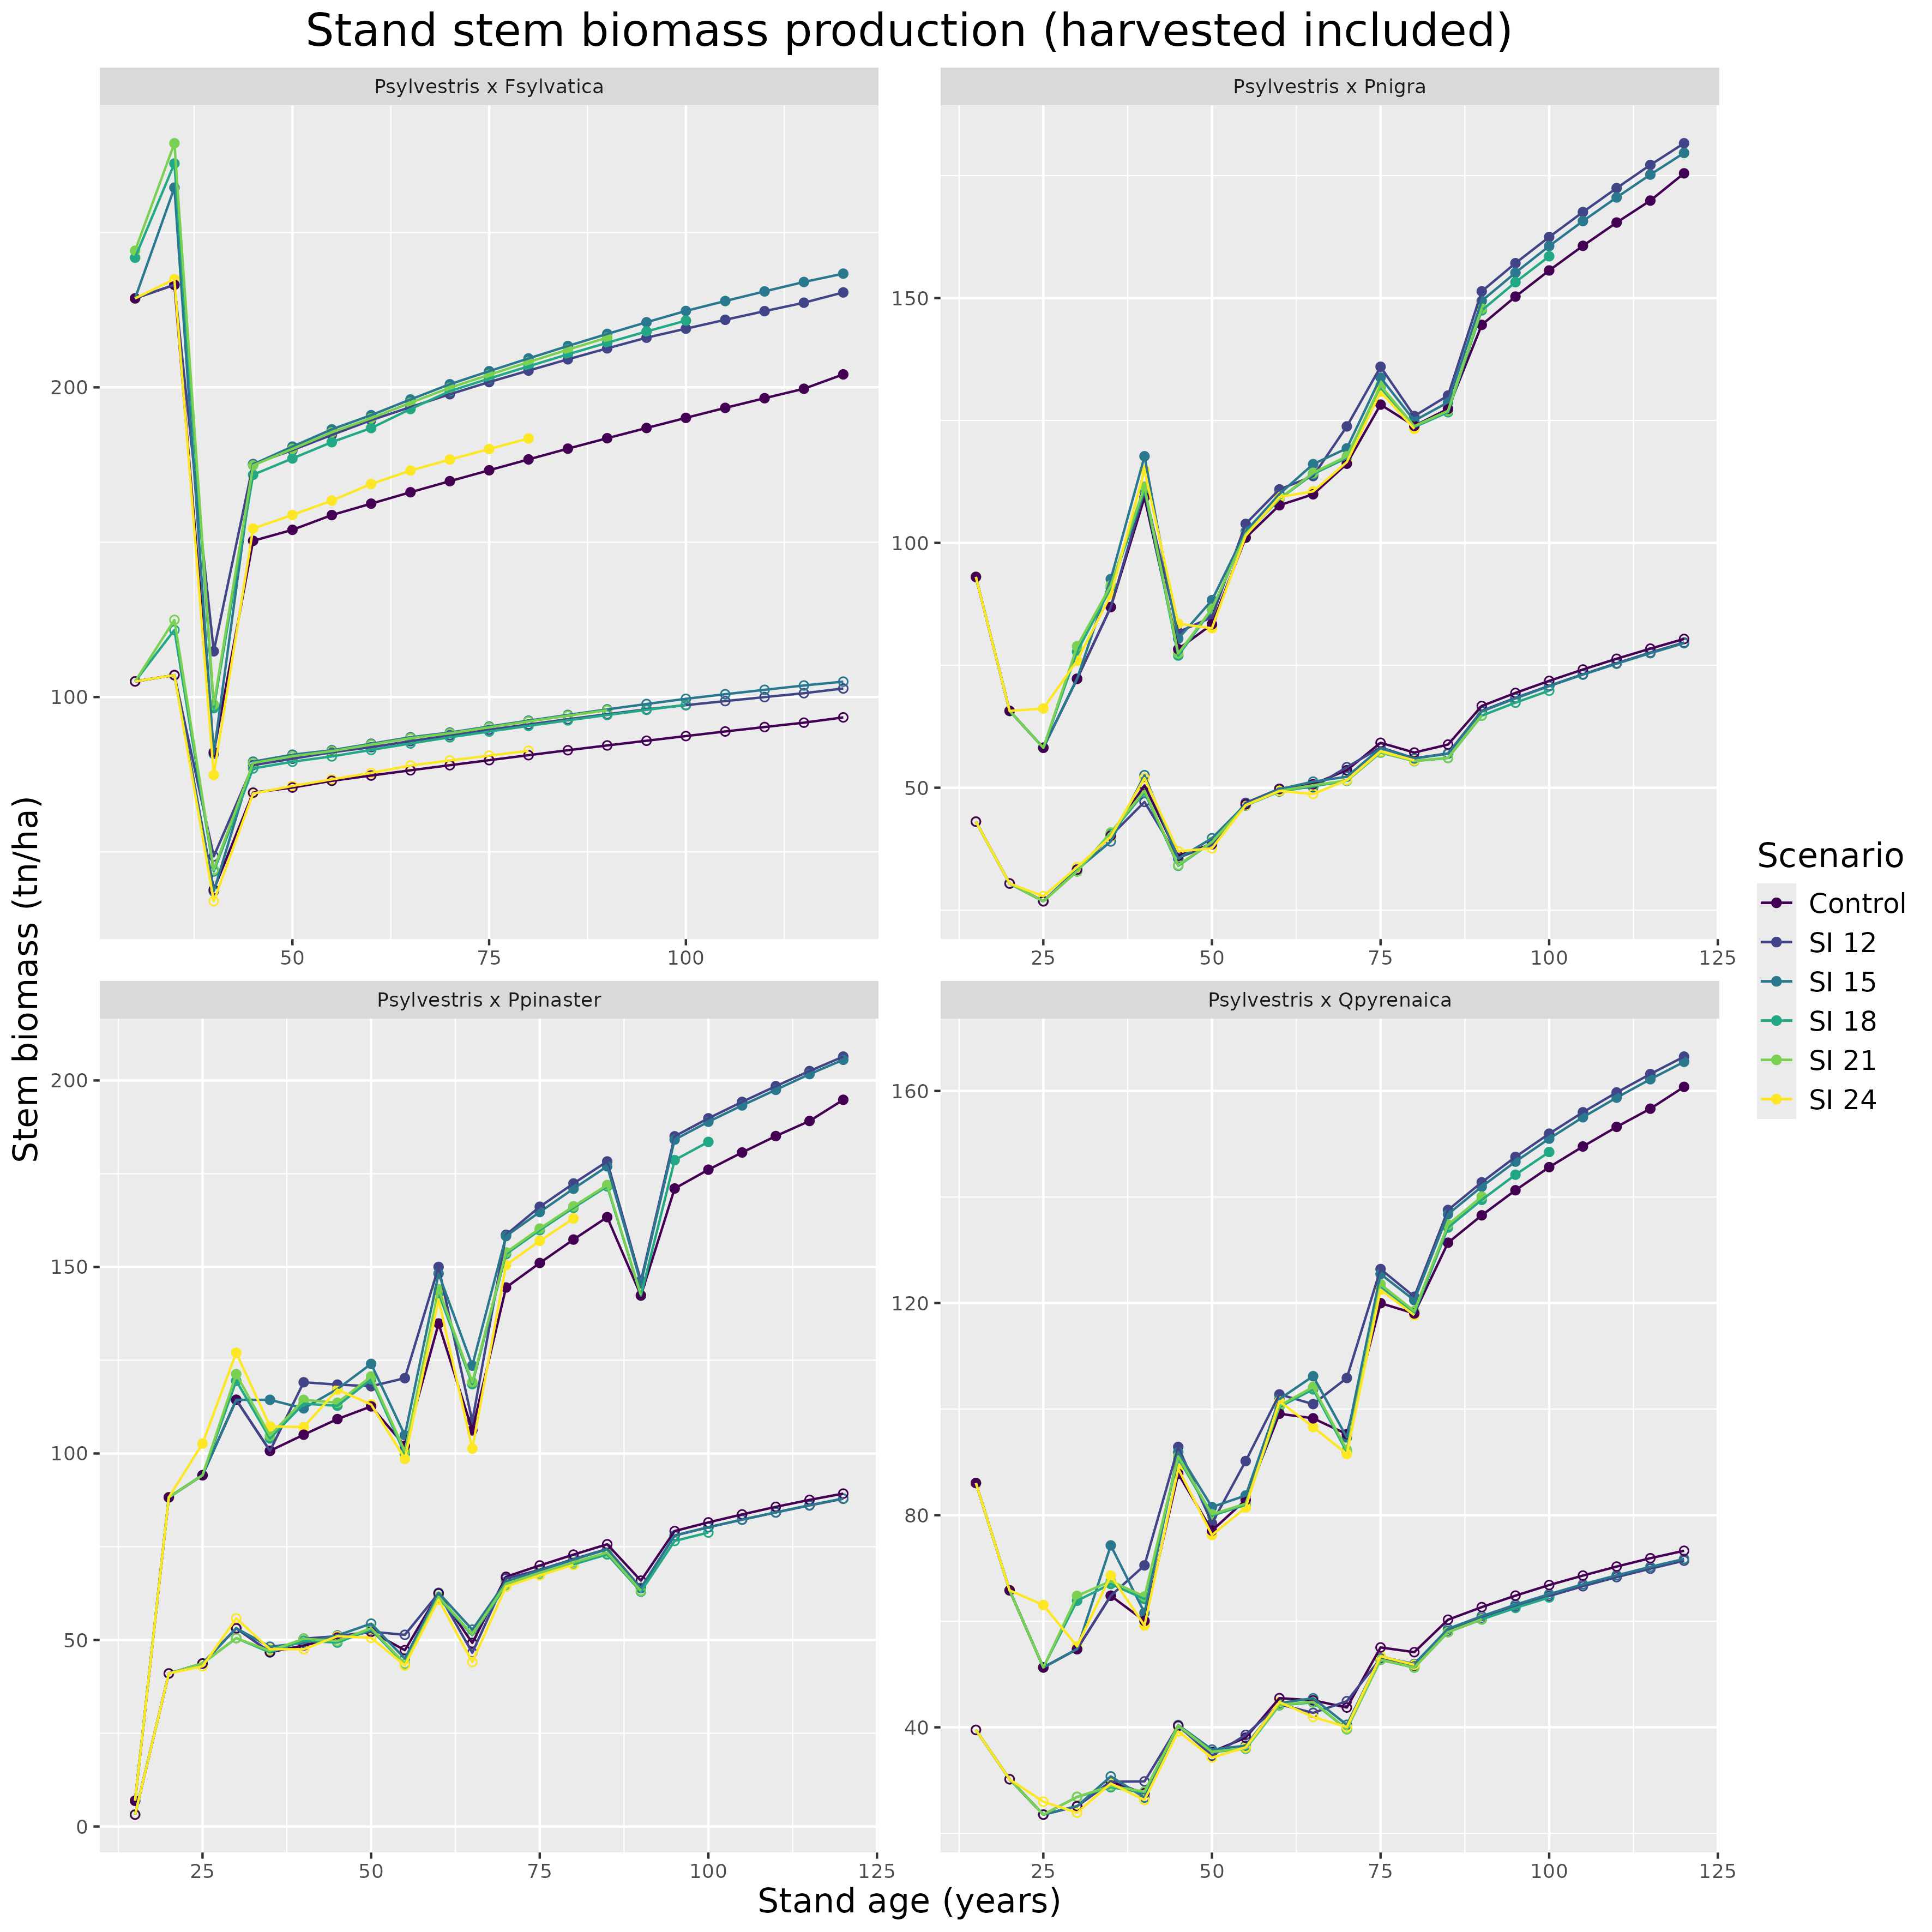 Stand stem biomass production (harvested included)
Psylvestris x Fsylvatica
Psylvestris x Pnigra
200
100
50
75
100
150
100
50
25
50
75
100
125
Psylvestris x Ppinaster
Psylvestris x Qpyrenaica
200
150
100
50
0
25
50
75
100
125
160
120
80
40
25
50
75
100
125
Stem biomass (tn/ha)
Stand age (years)
Scenario
Control
SI 12
SI 15
SI 18
SI 21
SI 24